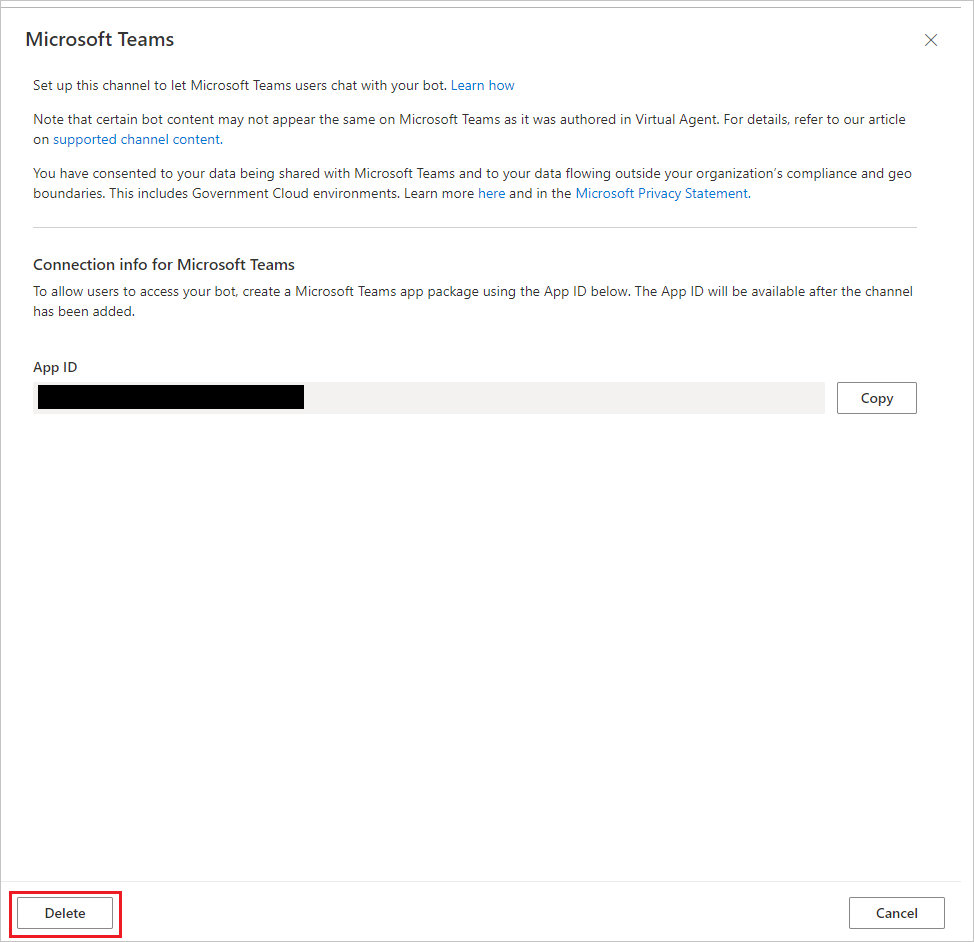 Microsoft Teams
Set up this channel to let Microsoft Teams users chat with your bot. Learn how
Note that certain bot content may not appear the same on Microsoft Teams as it was authored in Virtual Agent. For details, refer to our article
on supported channel content.
You have consented to your data being shared with Microsoft Teams and to your data flowing outside your organization’s compliance and geo
boundaries. This includes Government Cloud environments. Learn more here and in the Microsoft Privacy Statement.
Connection info for Microsoft Teams
To allow users to access your bot, create a Microsoft Teams app package using the App ID below. The App ID will be available after the channel
has been added.
App ID
Copy
Delete
Cancel